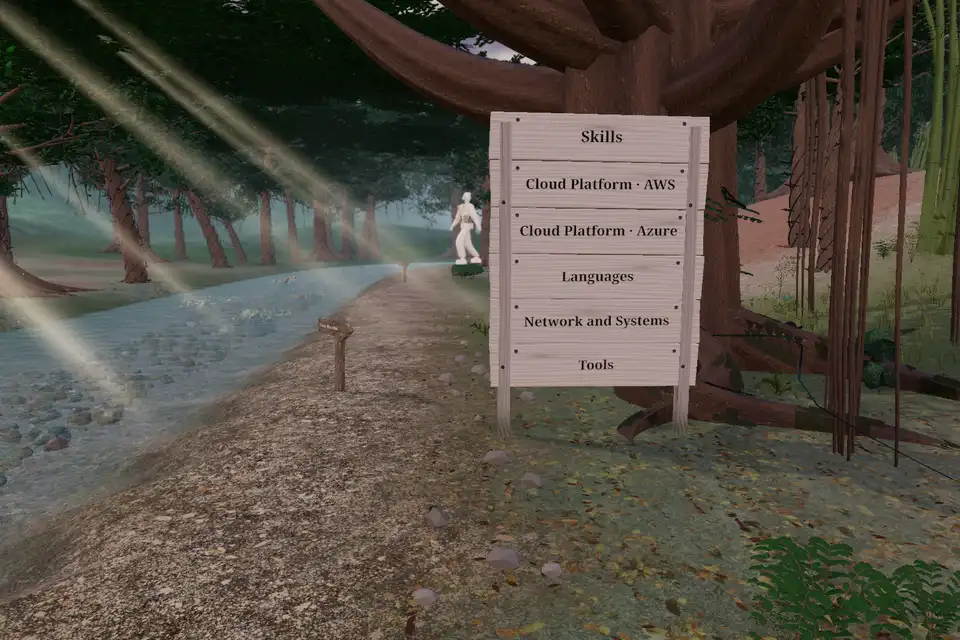 Skills
Cloud Platform · AWS
Cloud Platform · Azure
Languages
Network and Systems
Tools